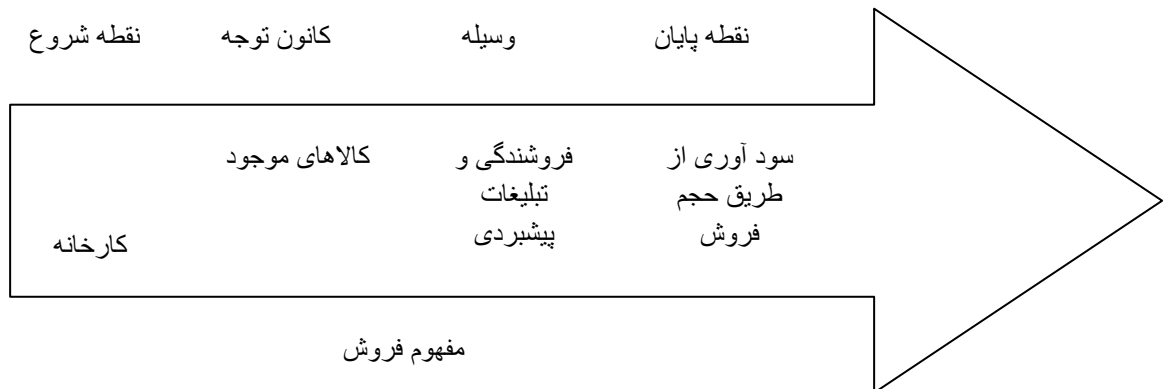 نقطه شروع
کانون توجه
وسیله
نقطه پایان
کارخانه
کالاهای موجود
فروشندگی و
تبلیغات
پیشبردی
سود آوری از
طریق حجم
فروش
مفهوم فروش